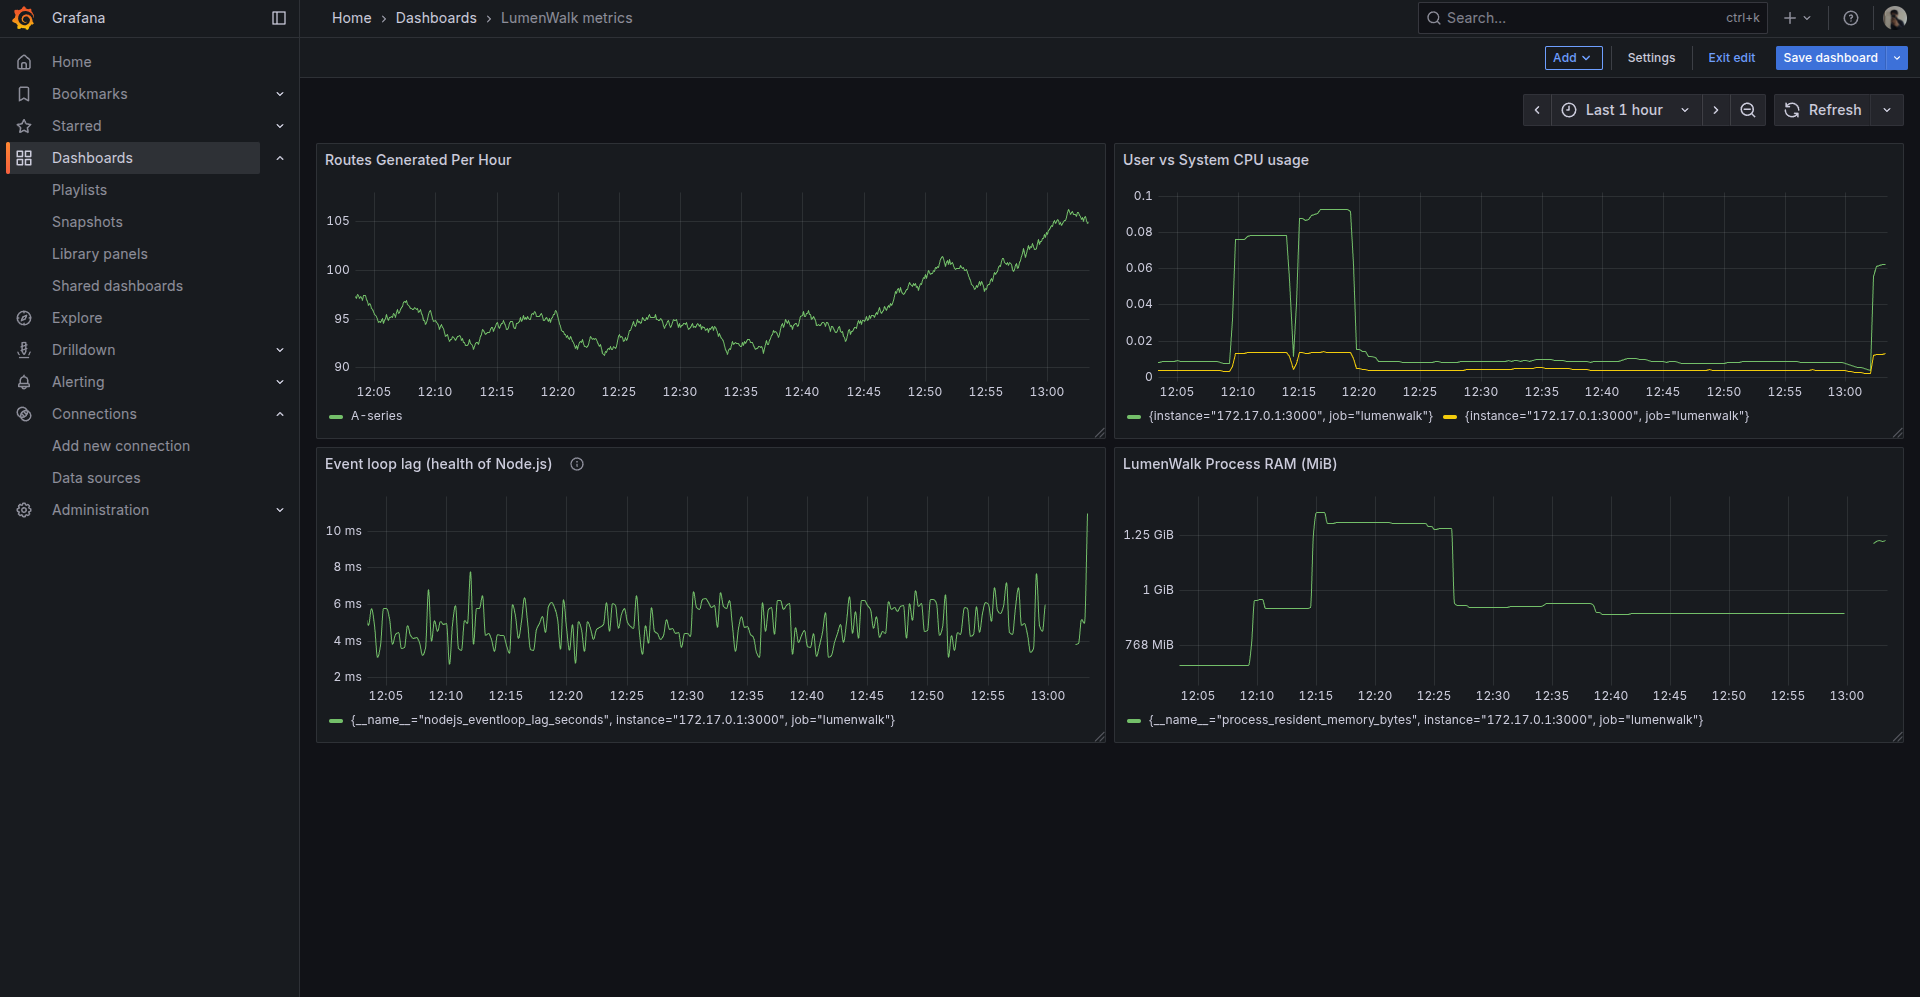 Grafana
Home › Dashboards › LumenWalk metrics
Search... ctrl+k
Home
Bookmarks
Starred
Dashboards
Playlists
Snapshots
Library panels
Shared dashboards
Explore
Drilldown
Alerting
Connections
Add new connection
Data sources
Administration
Add Settings Exit edit Save dashboard
Last 1 hour Refresh
Routes Generated Per Hour
105
100
95
90
12:05 12:10 12:15 12:20 12:25 12:30 12:35 12:40 12:45 12:50 12:55 13:00
A-series
User vs System CPU usage
0.1
0.08
0.06
0.04
0.02
0
12:05 12:10 12:15 12:20 12:25 12:30 12:35 12:40 12:45 12:50 12:55 13:00
{instance="172.17.0.1:3000", job="lumenwalk"} {instance="172.17.0.1:3000", job="lumenwalk"}
Event loop lag (health of Node.js)
10 ms
8 ms
6 ms
4 ms
2 ms
12:05 12:10 12:15 12:20 12:25 12:30 12:35 12:40 12:45 12:50 12:55 13:00
{__name__="nodejs_eventloop_lag_seconds", instance="172.17.0.1:3000", job="lumenwalk"}
LumenWalk Process RAM (MiB)
1.25 GiB
1 GiB
768 MiB
12:05 12:10 12:15 12:20 12:25 12:30 12:35 12:40 12:45 12:50 12:55 13:00
{__name__="process_resident_memory_bytes", instance="172.17.0.1:3000", job="lumenwalk"}